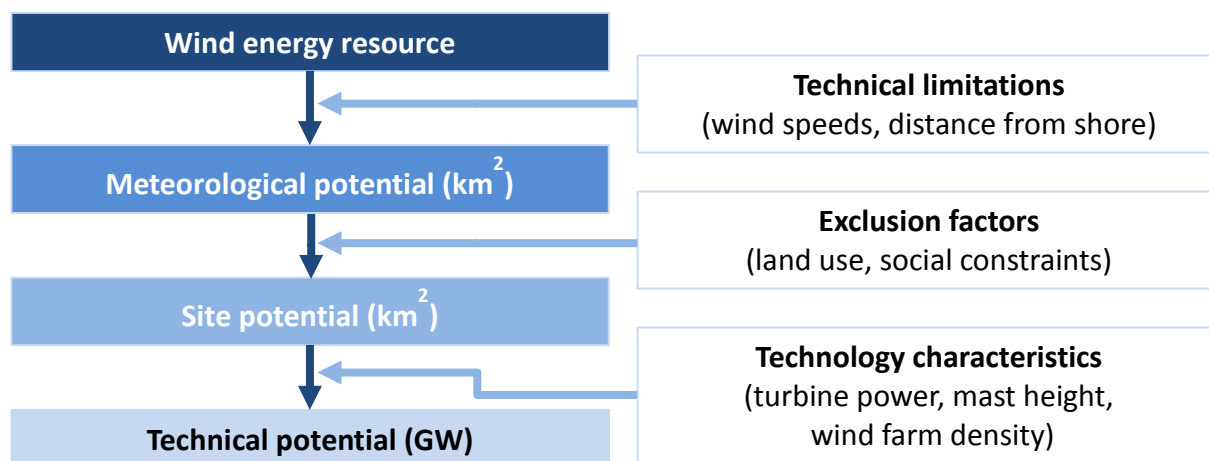 Wind energy resource
Technical limitations
(wind speeds, distance from shore)
Meteorological potential (km²)
Exclusion factors
(land use, social constraints)
Site potential (km²)
Technology characteristics
(turbine power, mast height,
wind farm density)
Technical potential (GW)